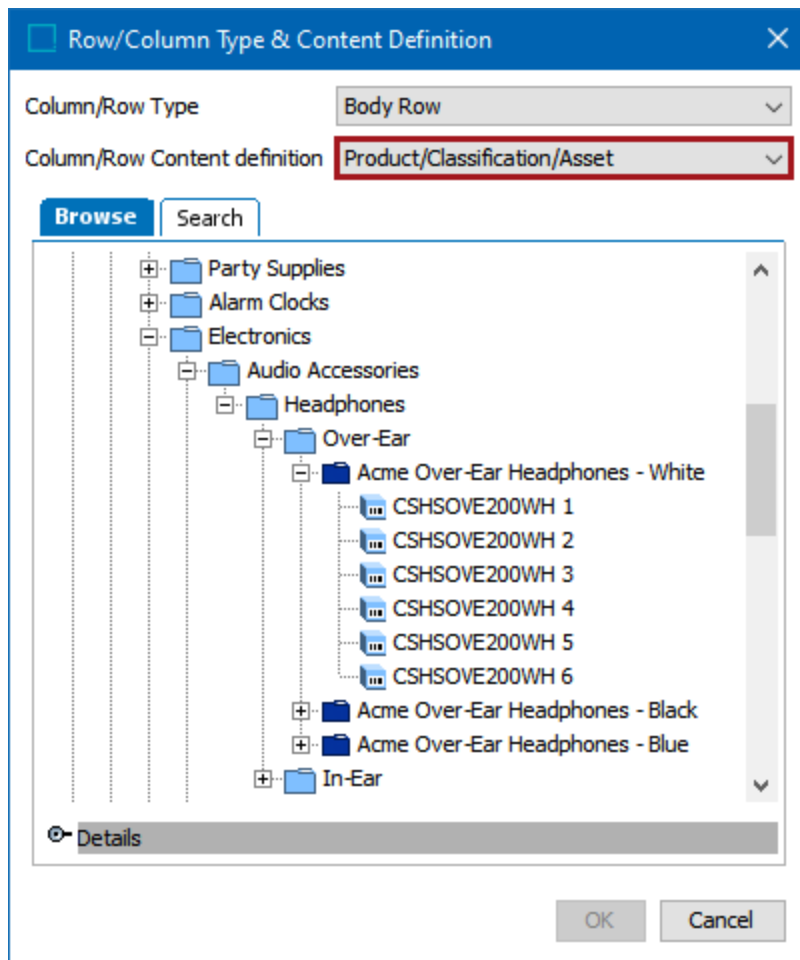 Row/Column Type & Content Definition
Column/Row Type Body Row
Column/Row Content definition Product/Classification/Asset
Browse Search
Party Supplies
Alarm Clocks
Electronics
Audio Accessories
Headphones
Over-Ear
Acme Over-Ear Headphones - White
CSHSOVE200WH 1
CSHSOVE200WH 2
CSHSOVE200WH 3
CSHSOVE200WH 4
CSHSOVE200WH 5
CSHSOVE200WH 6
Acme Over-Ear Headphones - Black
Acme Over-Ear Headphones - Blue
In-Ear
Details
OK Cancel